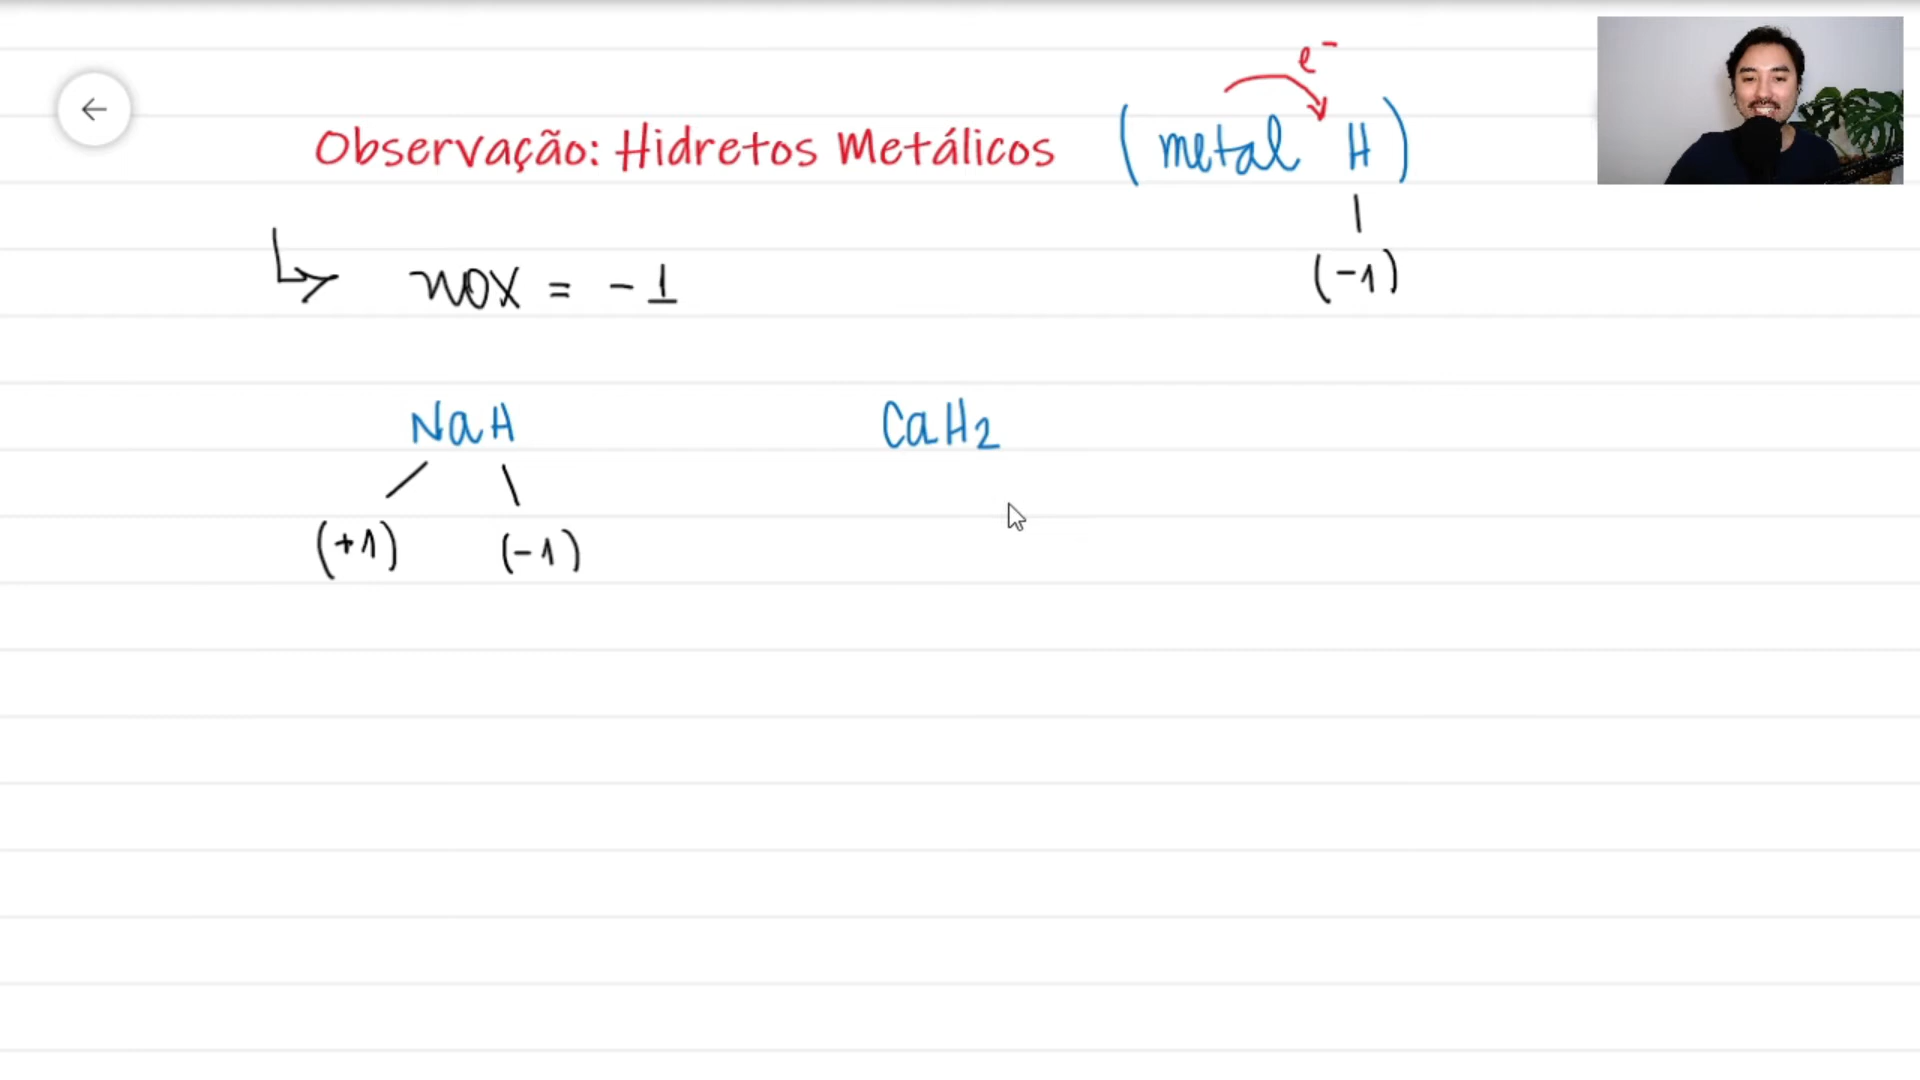 e⁻
Observação: Hidretos Metálicos (metal H)
(-1)
NOX = -1
NaH CaH2
(+1) (-1)